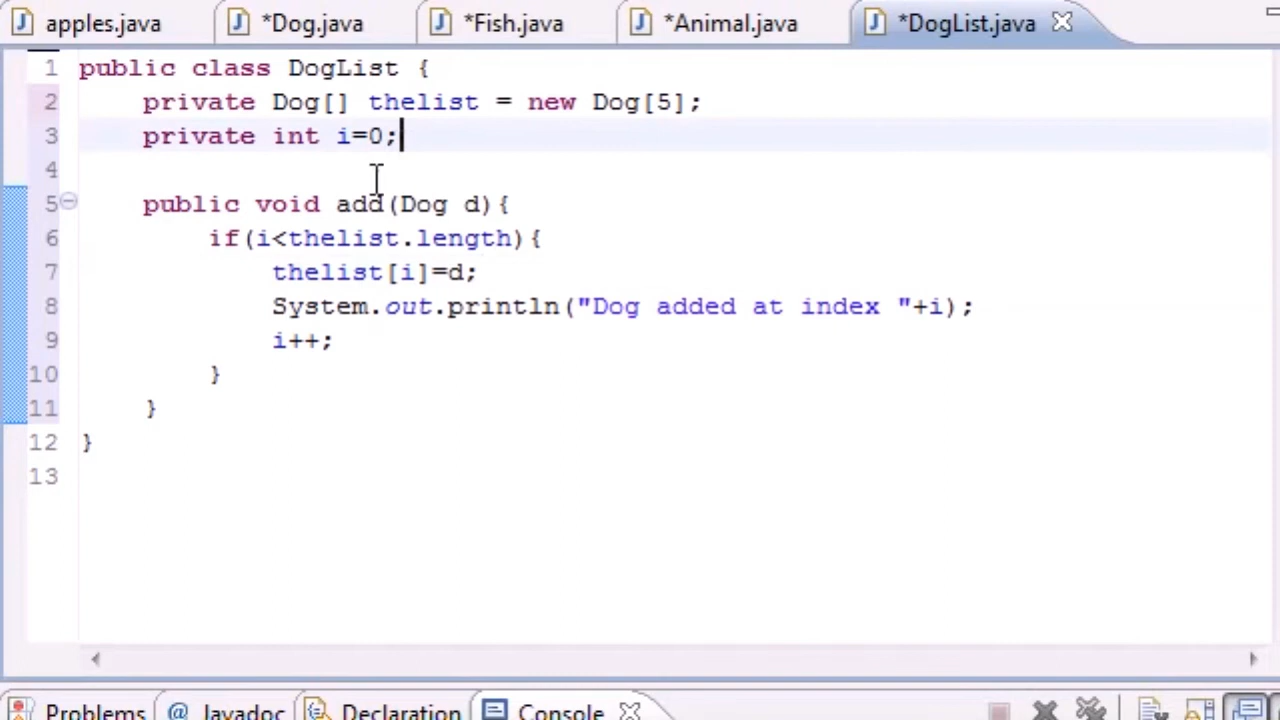 apples.java *Dog.java *Fish.java *Animal.java *DogList.java
1 public class DogList {
2 private Dog[] thelist = new Dog[5];
3 private int i=0;
4
5 public void add(Dog d){
6 if(i<thelist.length){
7 thelist[i]=d;
8 System.out.println("Dog added at index "+i);
9 i++;
10 }
11 }
12 }
13
Problems @ Javadoc Declaration Console